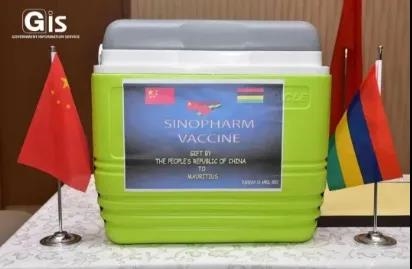 Gis
GOVERNMENT INFORMATION SERVICE
SINOPHARM
VACCINE
GIFT BY
THE PEOPLE'S REPUBLIC OF CHINA
TO
MAURITIUS